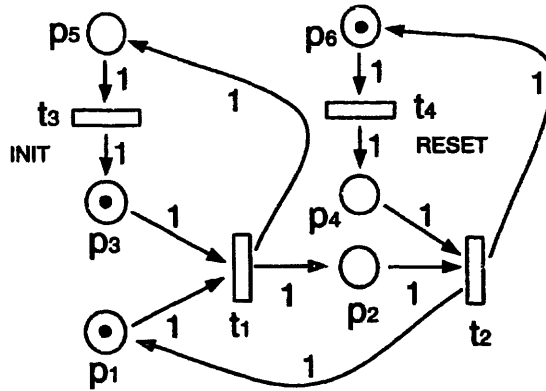 p5 1 1 p6 1 1
t3 t4
INIT 1 1 RESET
p3 1 p4 1
1 1 1
t1 p2 t2
p1 1